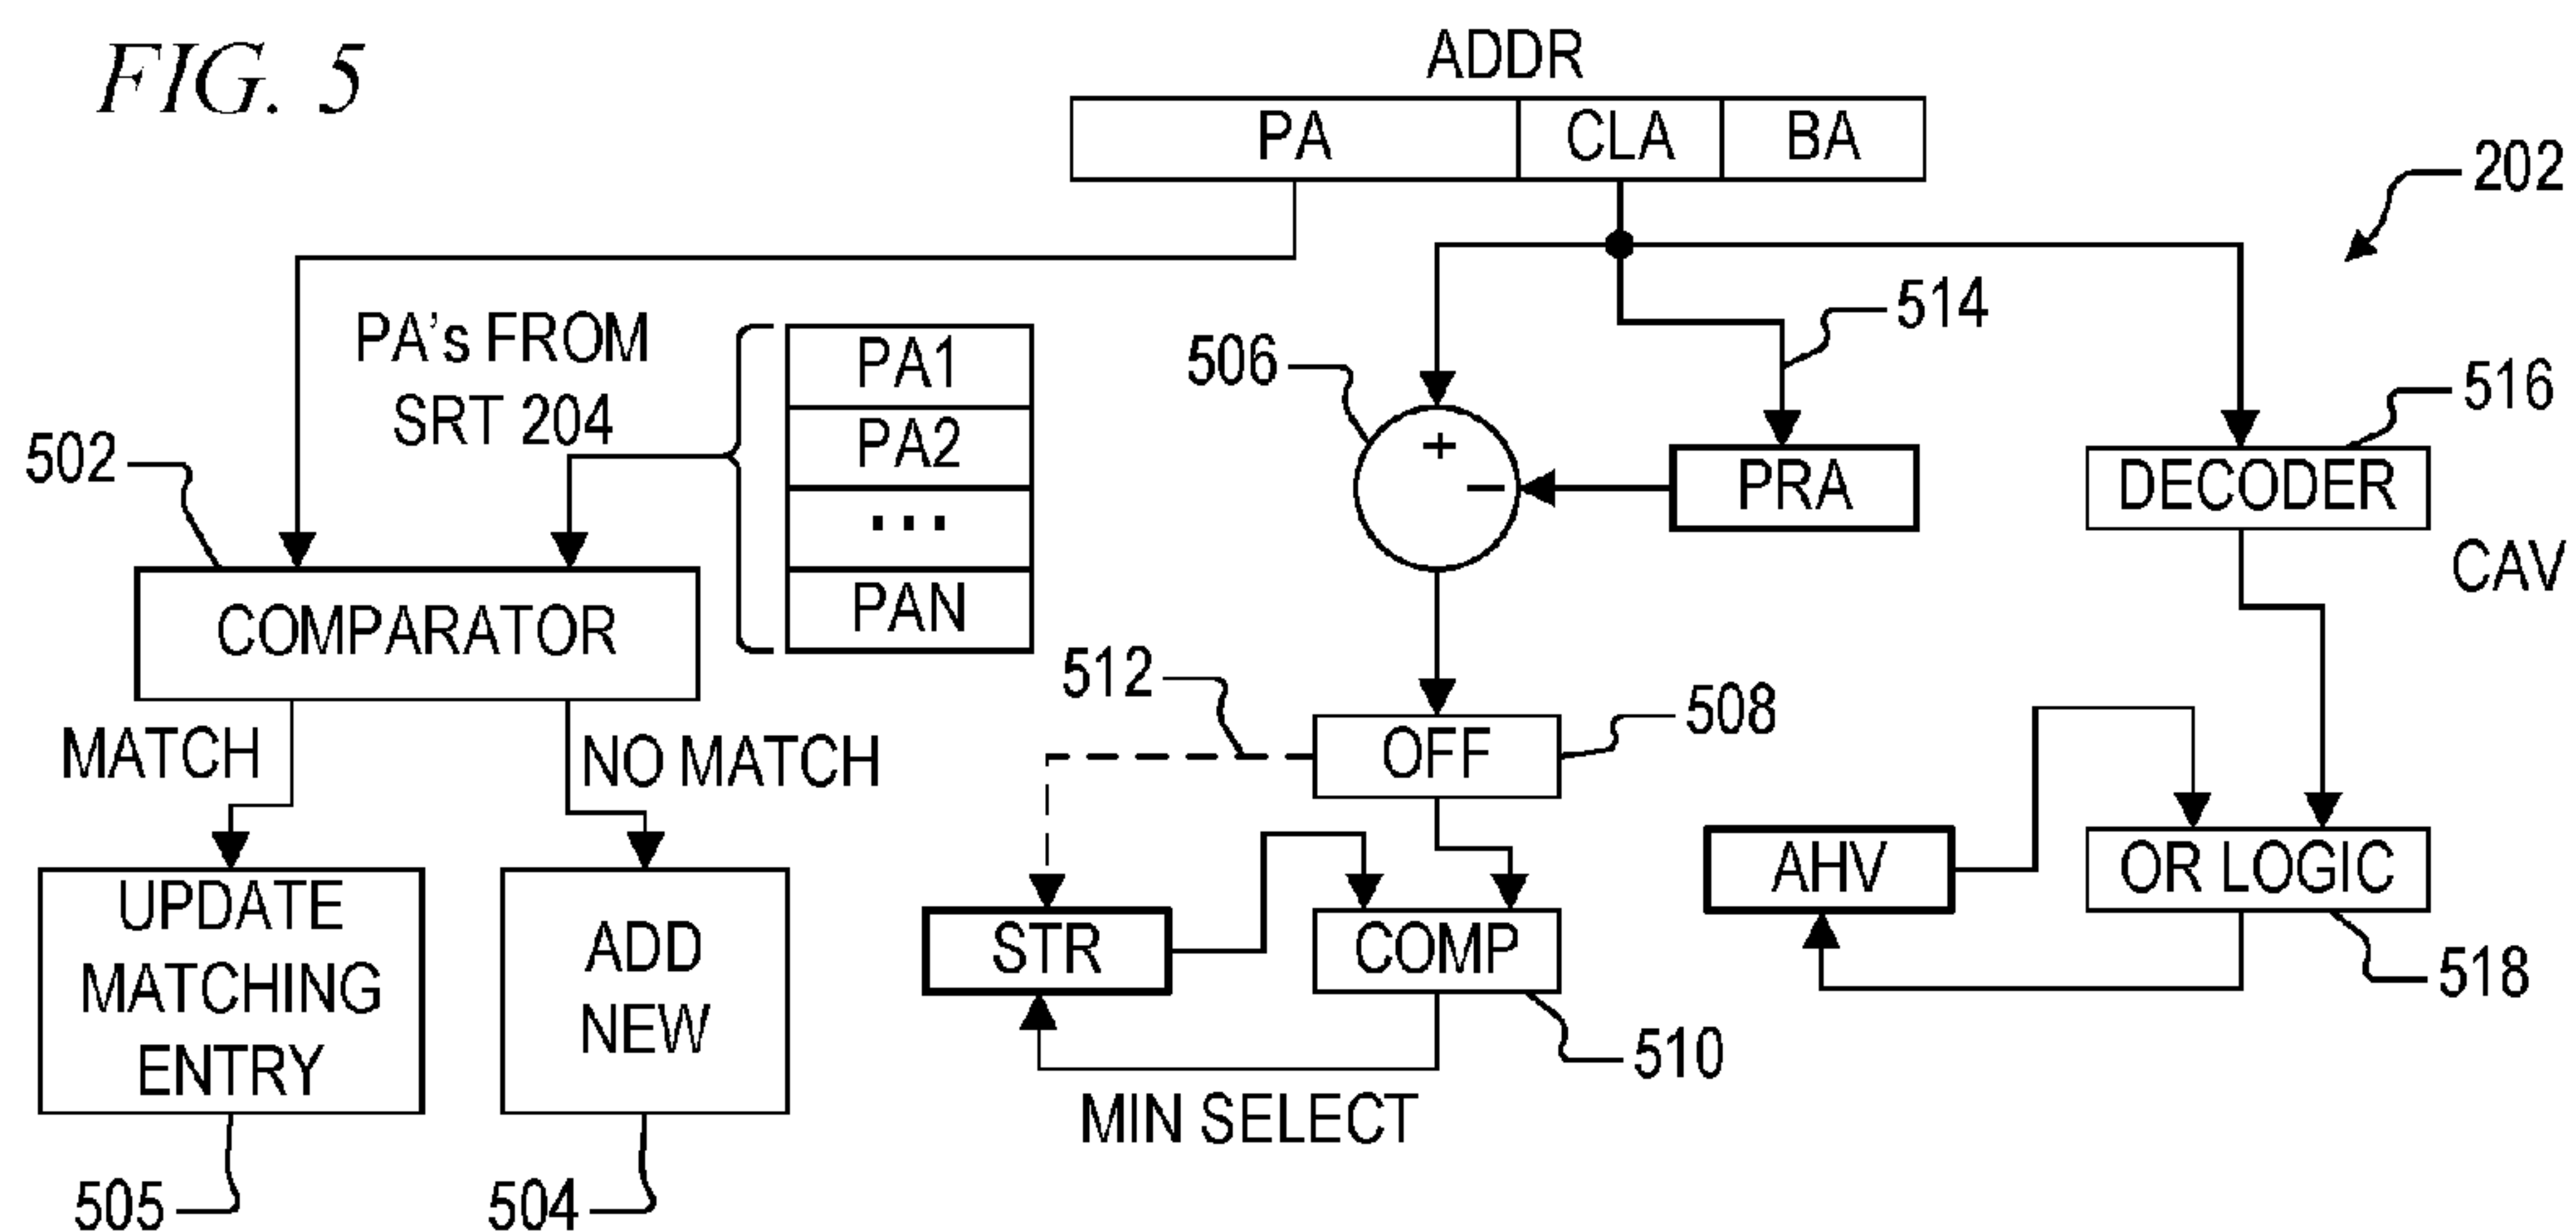 FIG. 5
ADDR
PA
CLA
BA
202
PA's FROM
SRT 204
PA1
PA2
...
PAN
514
506
+
−
PRA
516
DECODER
CAV
502
COMPARATOR
MATCH
NO MATCH
512
OFF
508
UPDATE
MATCHING
ENTRY
ADD
NEW
STR
COMP
AHV
OR LOGIC
518
510
MIN SELECT
505
504